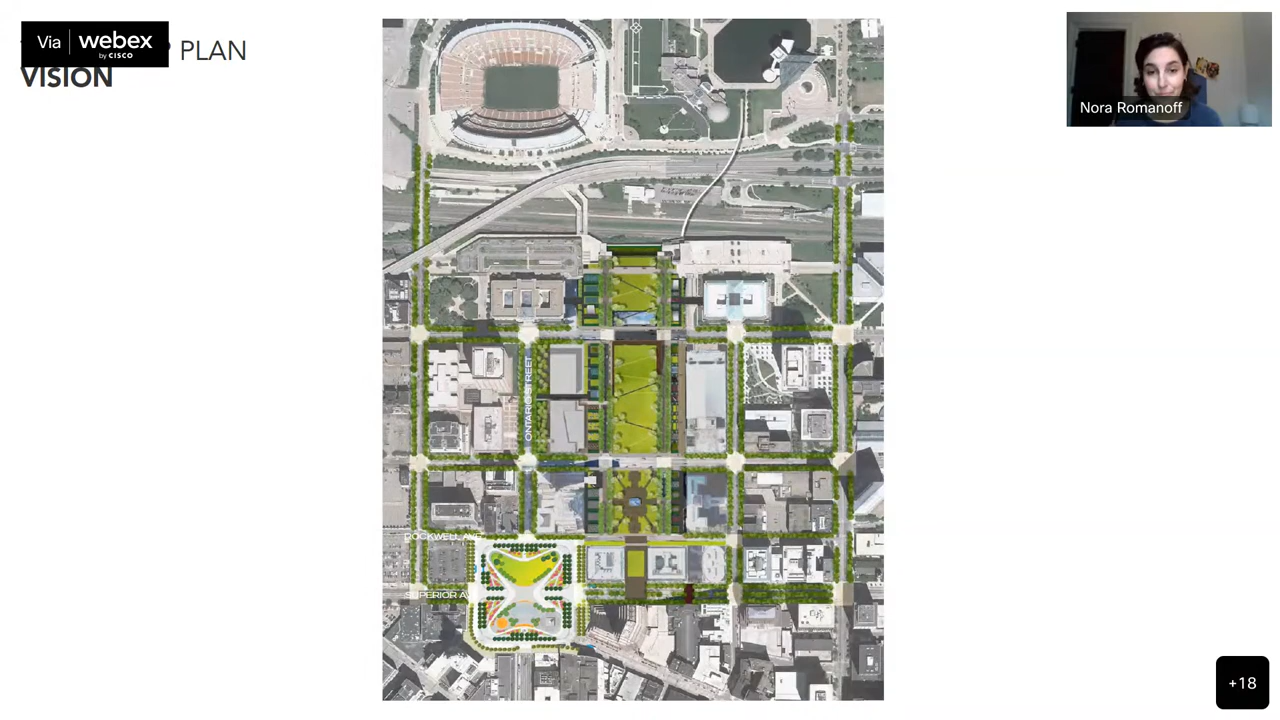 Via webex
by CISCO
PLAN
VISION
Nora Romanoff
ONTARIO STREET
ROCKWELL AVE
SUPERIOR AV
+18